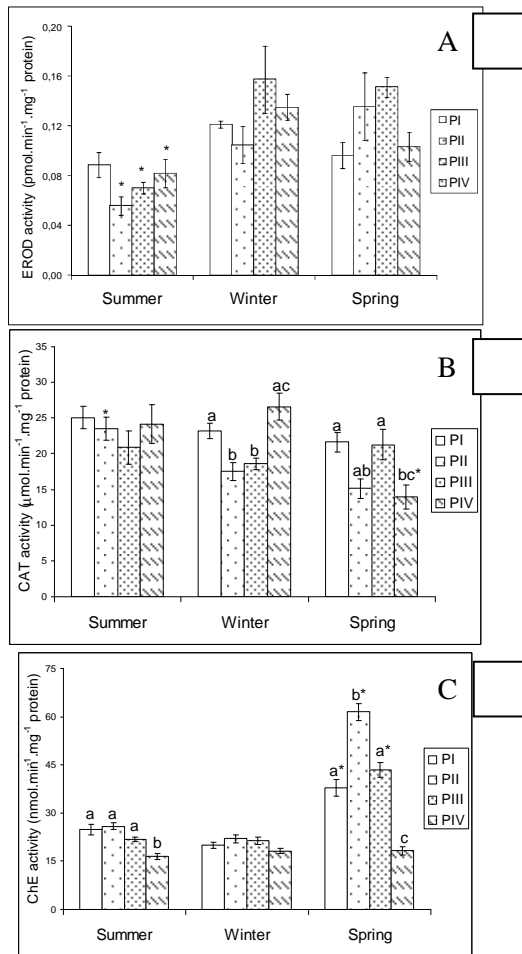 A
EROD activity (pmol.min⁻¹.mg⁻¹ protein)
0,20
0,16
0,12
0,08
0,04
0,00
* * *
Summer Winter Spring
PI
PII
PIII
PIV
B
CAT activity (µmol.min⁻¹.mg⁻¹ protein)
35
30
25
20
15
10
5
0
*
a b b ac
a ab a bc*
Summer Winter Spring
PI
PII
PIII
PIV
C
ChE activity (nmol.min¹.mg⁻¹ protein)
75
60
45
30
15
0
a a a b
a* b* a* c
Summer Winter Spring
PI
PII
PIII
PIV